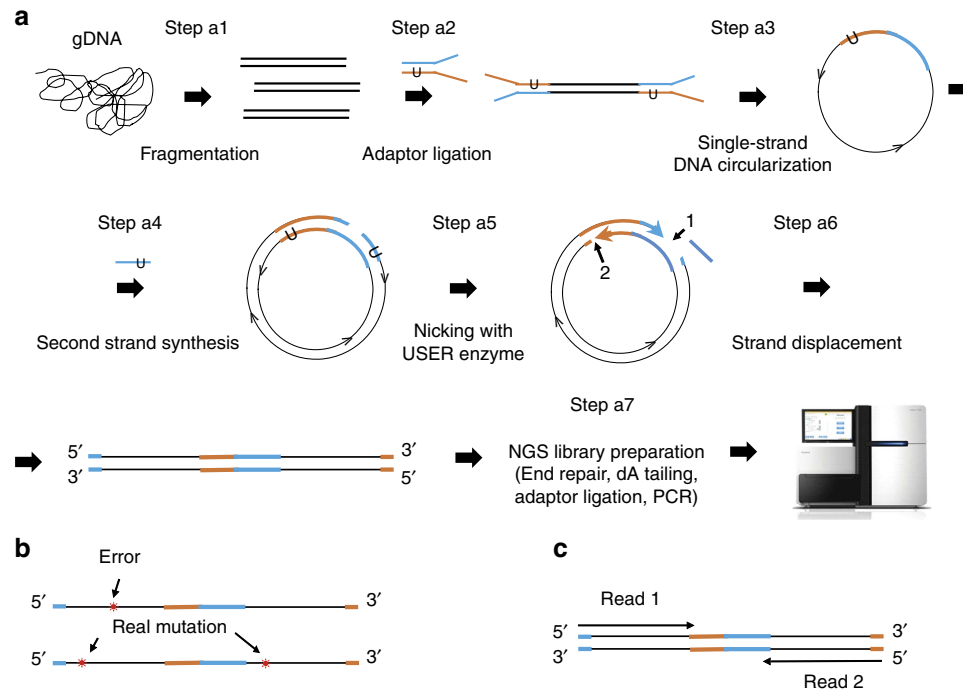 a
gDNA
Step a1
Fragmentation
Step a2
U
U
U
Adaptor ligation
Step a3
Single-strand
DNA circularization
U
Step a4
U
Second strand synthesis
U
U
Step a5
Nicking with
USER enzyme
1
2
Step a6
Strand displacement
5′
3′
3′
5′
Step a7
NGS library preparation
(End repair, dA tailing,
adaptor ligation, PCR)
b
Error
5′
3′
Real mutation
5′
3′
c
Read 1
5′
3′
3′
5′
Read 2